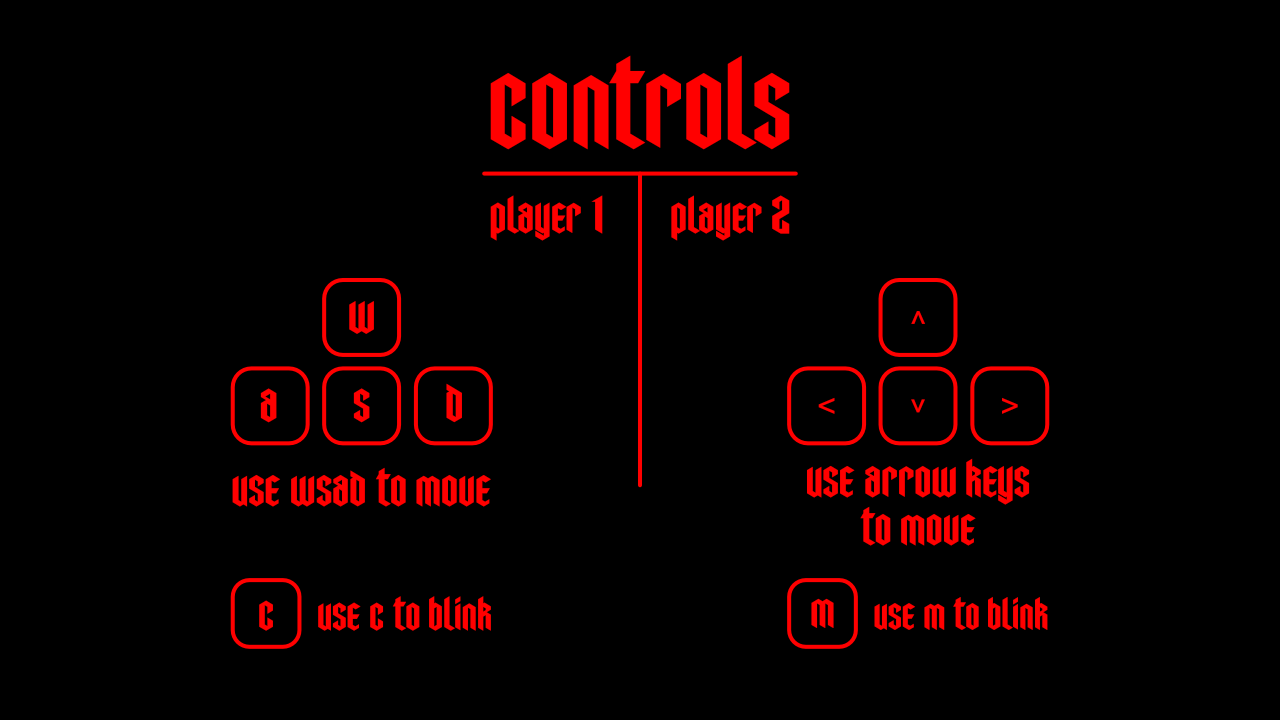 controls
player 1
player 2
w
a s d
use wsad to move
c use c to blink
^
< v >
use arrow keys
to move
m use m to blink